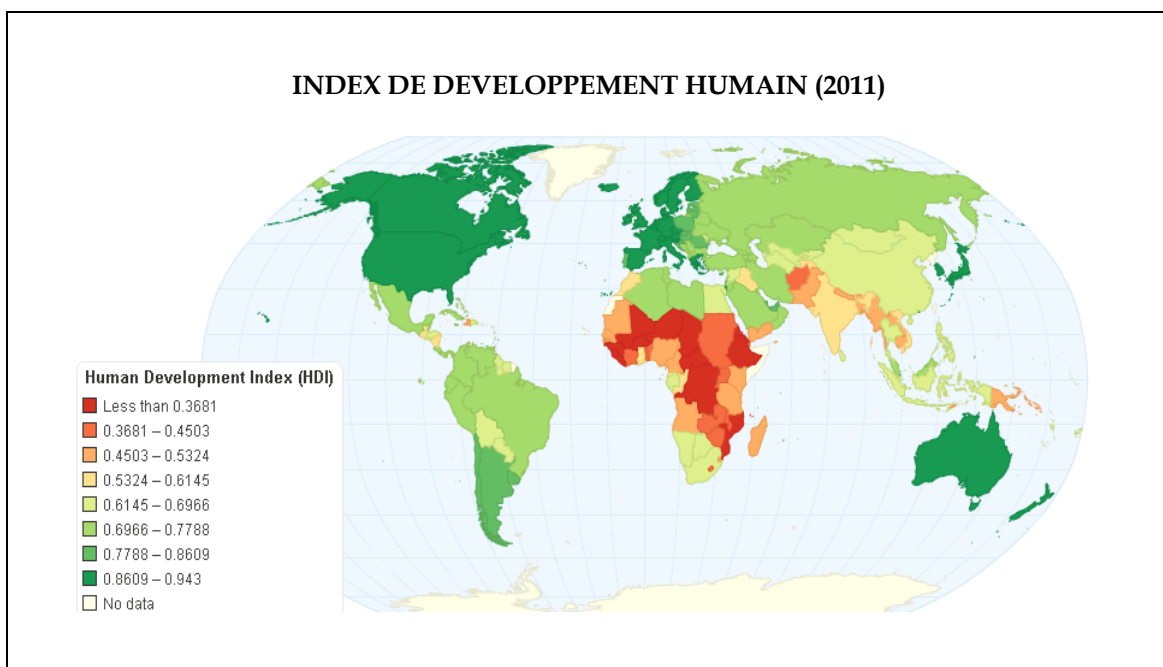 INDEX DE DEVELOPPEMENT HUMAIN (2011)
Human Development Index (HDI)
Less than 0.3681
0.3681 – 0.4503
0.4503 – 0.5324
0.5324 – 0.6145
0.6145 – 0.6966
0.6966 – 0.7788
0.7788 – 0.8609
0.8609 – 0.943
No data